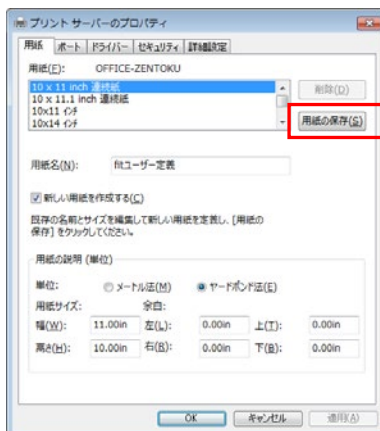 プリント サーバーのプロパティ
用紙 ポート ドライバー セキュリティ 詳細設定
用紙(F): OFFICE-ZENTOKU
10 x 11 inch 連続紙
10 x 11.1 inch 連続紙
10x11 インチ
10x14 インチ
削除(D)
用紙の保存(S)
用紙名(N): fitユーザー定義
新しい用紙を作成する(C)
既存の名前とサイズを編集して新しい用紙を定義し、[用紙の
保存] をクリックしてください。
用紙の説明 (単位)
単位: メートル法(M) ヤードポンド法(E)
用紙サイズ: 余白:
幅(W): 11.00in 左(L): 0.00in 上(T): 0.00in
高さ(H): 10.00in 右(R): 0.00in 下(B): 0.00in
OK キャンセル 適用(A)